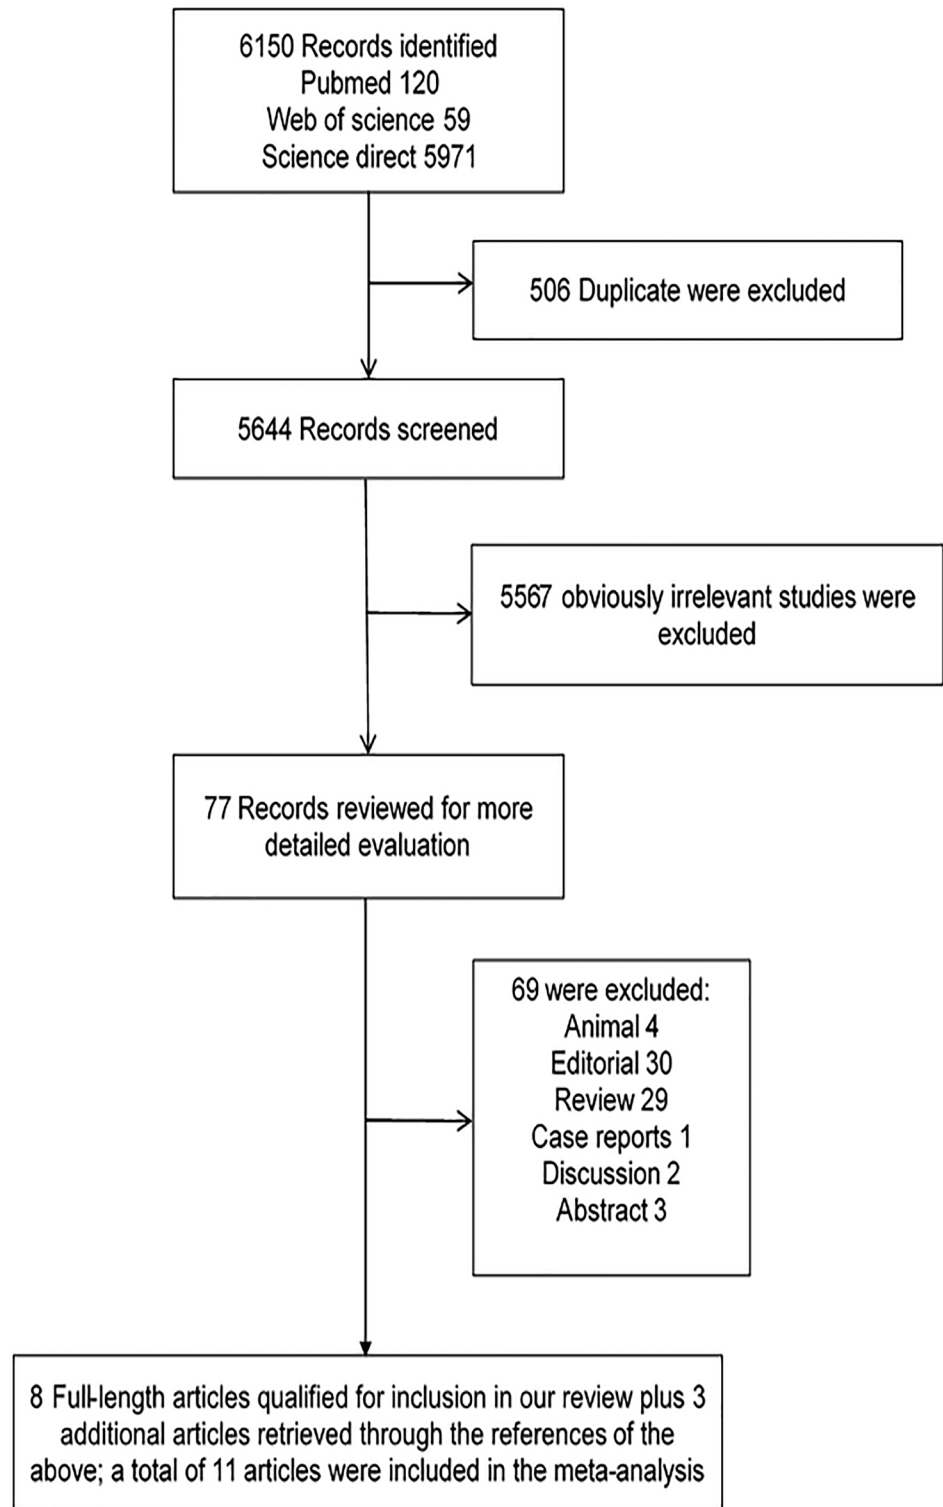 6150 Records identified
Pubmed 120
Web of science 59
Science direct 5971
506 Duplicate were excluded
5644 Records screened
5567 obviously irrelevant studies were
excluded
77 Records reviewed for more
detailed evaluation
69 were excluded:
Animal 4
Editorial 30
Review 29
Case reports 1
Discussion 2
Abstract 3
8 Full-length articles qualified for inclusion in our review plus 3
additional articles retrieved through the references of the
above; a total of 11 articles were included in the meta-analysis